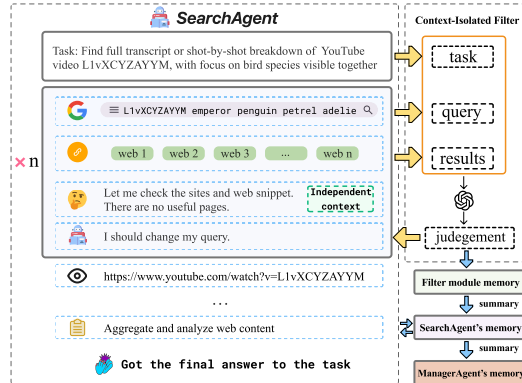 SearchAgent
Context-Isolated Filter
Task: Find full transcript or shot-by-shot breakdown of YouTube
video L1vXCYZAYYM, with focus on bird species visible together
task
L1vXCYZAYYM emperor penguin petrel adelie
query
× n
web 1 web 2 web 3 ... web n
results
Let me check the sites and web snippet.
There are no useful pages.
Independent
context
I should change my query.
judegement
https://www.youtube.com/watch?v=L1vXCYZAYYM
Filter module memory
...
summary
Aggregate and analyze web content
SearchAgent's memory
summary
Got the final answer to the task
ManagerAgent's memory